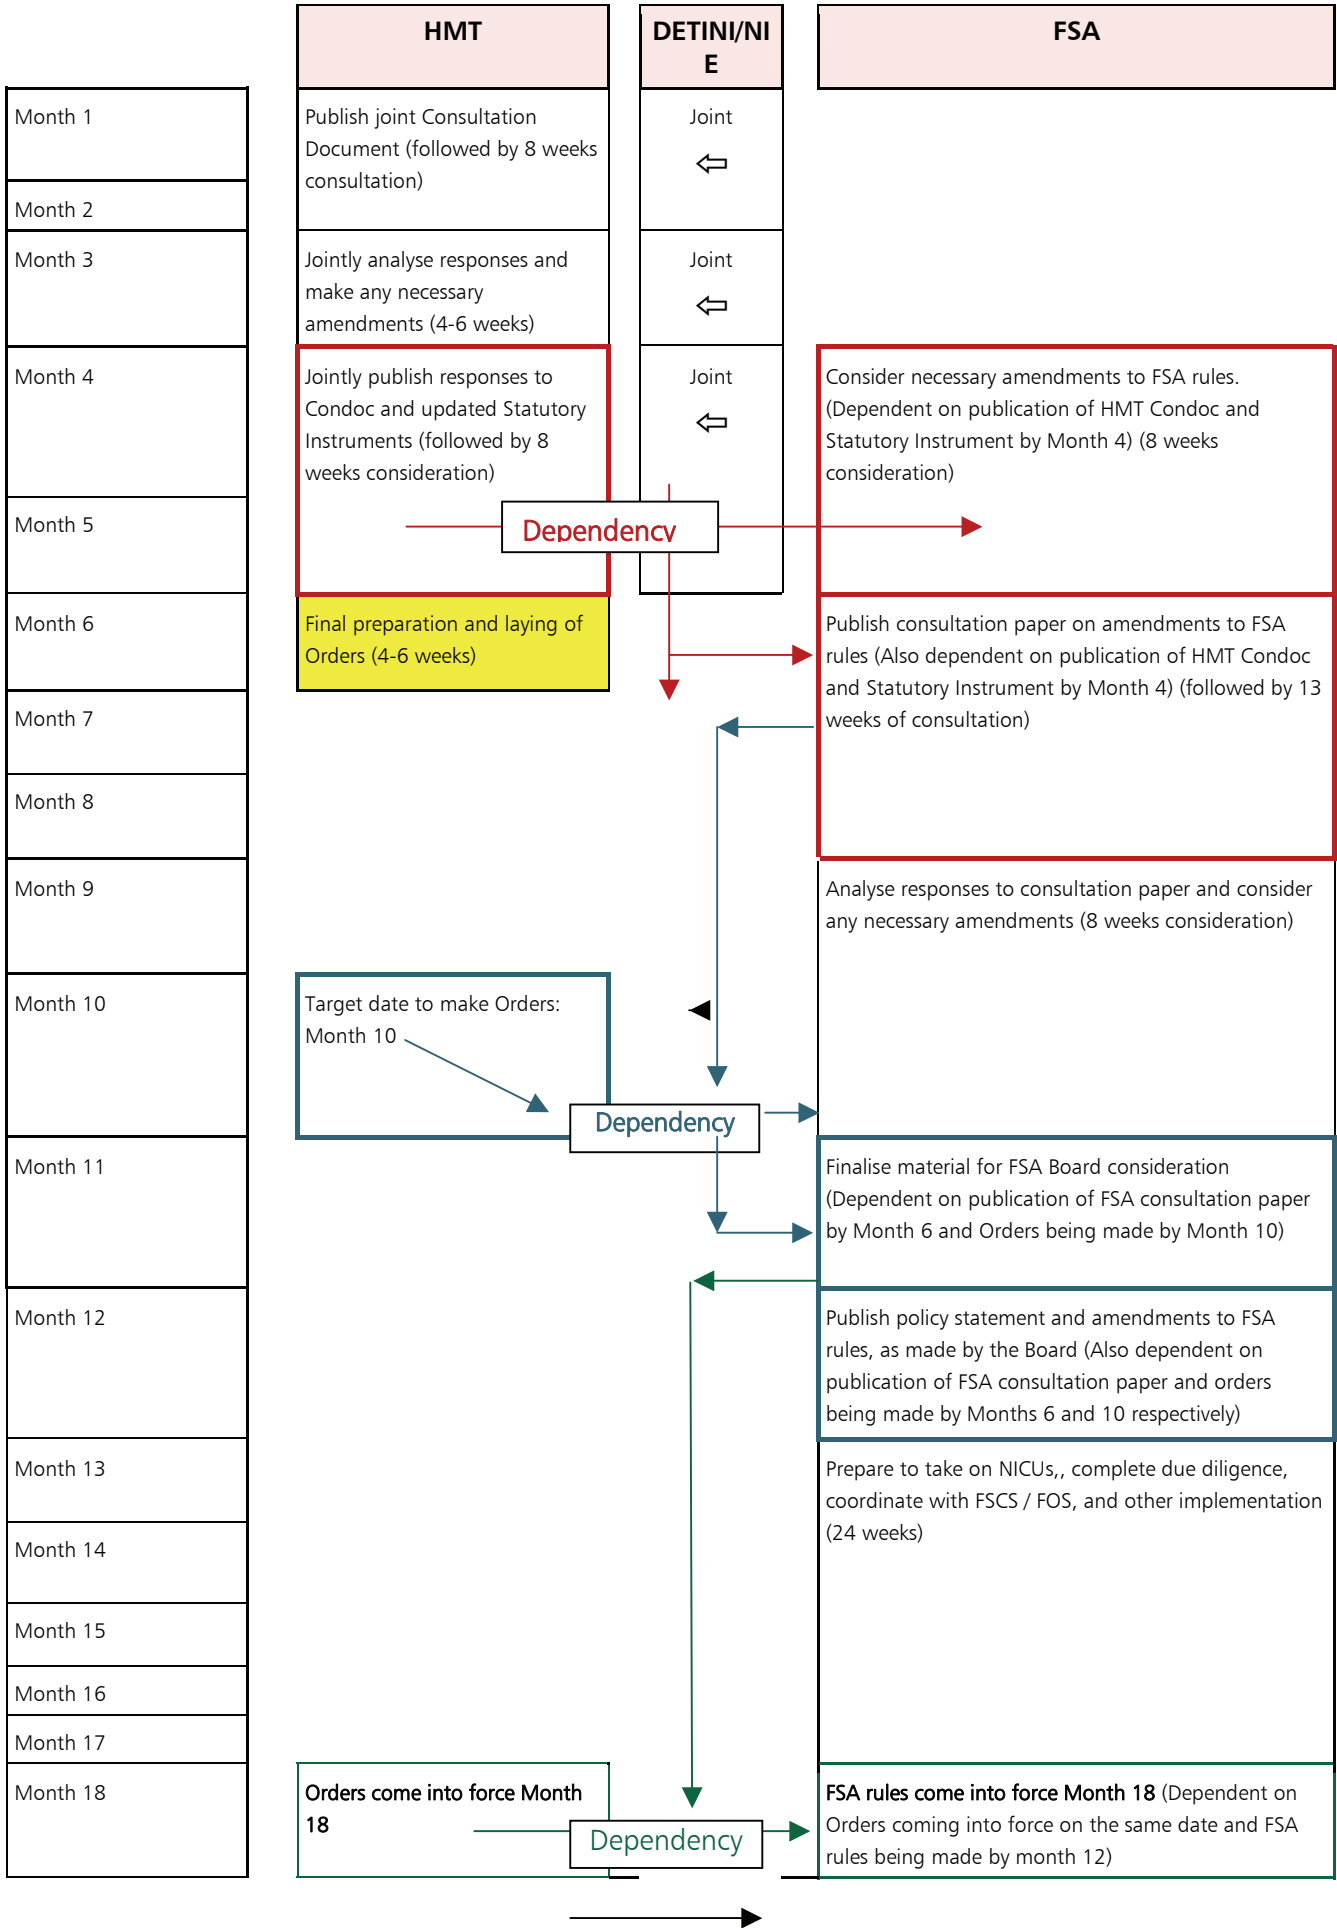 HMT
DETINI/NI
E
FSA
Month 1
Publish joint Consultation
Document (followed by 8 weeks
consultation)
Joint
Month 2
Month 3
Jointly analyse responses and
make any necessary
amendments (4-6 weeks)
Joint
Month 4
Jointly publish responses to
Condoc and updated Statutory
Instruments (followed by 8
weeks consideration)
Joint
Consider necessary amendments to FSA rules.
(Dependent on publication of HMT Condoc and
Statutory Instrument by Month 4) (8 weeks
consideration)
Month 5
Dependency
Month 6
Final preparation and laying of
Orders (4-6 weeks)
Publish consultation paper on amendments to FSA
rules (Also dependent on publication of HMT Condoc
and Statutory Instrument by Month 4) (followed by 13
weeks of consultation)
Month 7
Month 8
Month 9
Analyse responses to consultation paper and consider
any necessary amendments (8 weeks consideration)
Month 10
Target date to make Orders:
Month 10
Dependency
Month 11
Finalise material for FSA Board consideration
(Dependent on publication of FSA consultation paper
by Month 6 and Orders being made by Month 10)
Month 12
Publish policy statement and amendments to FSA
rules, as made by the Board (Also dependent on
publication of FSA consultation paper and orders
being made by Months 6 and 10 respectively)
Month 13
Prepare to take on NICUs,, complete due diligence,
coordinate with FSCS / FOS, and other implementation
(24 weeks)
Month 14
Month 15
Month 16
Month 17
Month 18
Orders come into force Month
18
Dependency
FSA rules come into force Month 18 (Dependent on
Orders coming into force on the same date and FSA
rules being made by month 12)